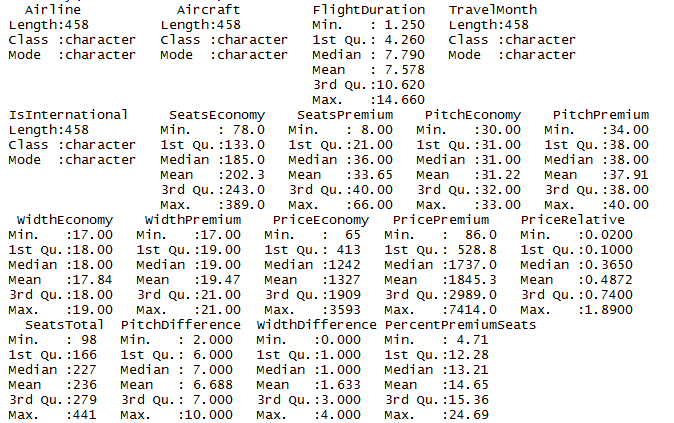 Airline Aircraft FlightDuration TravelMonth
Length:458 Length:458 Min. : 1.250 Length:458
Class :character Class :character 1st Qu.: 4.260 Class :character
Mode :character Mode :character Median : 7.790 Mode :character
Mean : 7.578
3rd Qu.:10.620
Max. :14.660
IsInternational SeatsEconomy SeatsPremium PitchEconomy PitchPremium
Length:458 Min. : 78.0 Min. : 8.00 Min. :30.00 Min. :34.00
Class :character 1st Qu.:133.0 1st Qu.:21.00 1st Qu.:31.00 1st Qu.:38.00
Mode :character Median :185.0 Median :36.00 Median :31.00 Median :38.00
Mean :202.3 Mean :33.65 Mean :31.22 Mean :37.91
3rd Qu.:243.0 3rd Qu.:40.00 3rd Qu.:32.00 3rd Qu.:38.00
Max. :389.0 Max. :66.00 Max. :33.00 Max. :40.00
WidthEconomy WidthPremium PriceEconomy PricePremium PriceRelative
Min. :17.00 Min. :17.00 Min. : 65 Min. : 86.0 Min. :0.0200
1st Qu.:18.00 1st Qu.:19.00 1st Qu.: 413 1st Qu.: 528.8 1st Qu.:0.1000
Median :18.00 Median :19.00 Median :1242 Median :1737.0 Median :0.3650
Mean :17.84 Mean :19.47 Mean :1327 Mean :1845.3 Mean :0.4872
3rd Qu.:18.00 3rd Qu.:21.00 3rd Qu.:1909 3rd Qu.:2989.0 3rd Qu.:0.7400
Max. :19.00 Max. :21.00 Max. :3593 Max. :7414.0 Max. :1.8900
SeatsTotal PitchDifference WidthDifference PercentPremiumSeats
Min. : 98 Min. : 2.000 Min. :0.000 Min. : 4.71
1st Qu.:166 1st Qu.: 6.000 1st Qu.:1.000 1st Qu.:12.28
Median :227 Median : 7.000 Median :1.000 Median :13.21
Mean :236 Mean : 6.688 Mean :1.633 Mean :14.65
3rd Qu.:279 3rd Qu.: 7.000 3rd Qu.:3.000 3rd Qu.:15.36
Max. :441 Max. :10.000 Max. :4.000 Max. :24.69